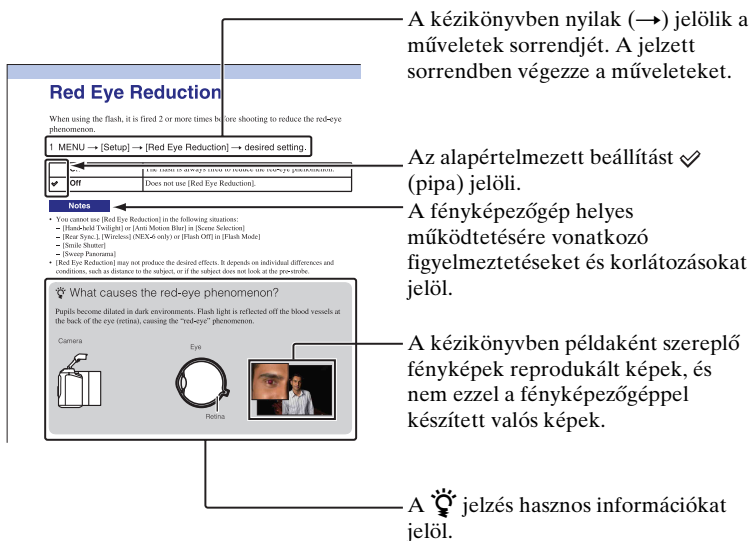 A kézikönyvben nyilak (→) jelölik a
műveletek sorrendjét. A jelzett
sorrendben végezze a műveleteket.
Red Eye Reduction
When using the flash, it is fired 2 or more times before shooting to reduce the red-eye
phenomenon.
1 MENU → [Setup] → [Red Eye Reduction] → desired setting.
The flash is always fired to reduce the red-eye phenomenon.
✔ Off Does not use [Red Eye Reduction].
Az alapértelmezett beállítást ✓
(pipa) jelöli.
Notes
• You cannot use [Red Eye Reduction] in the following situations:
– [Hand-held Twilight] or [Anti Motion Blur] in [Scene Selection]
– [Rear Sync.], [Wireless] (NEX-6 only) or [Flash Off] in [Flash Mode]
– [Smile Shutter]
– [Sweep Panorama]
• [Red Eye Reduction] may not produce the desired effects. It depends on individual differences and
conditions, such as distance to the subject, or if the subject does not look at the pre-strobe.
A fényképezőgép helyes
működtetésére vonatkozó
figyelmeztetéseket és korlátozásokat
jelöl.
What causes the red-eye phenomenon?
Pupils become dilated in dark environments. Flash light is reflected off the blood vessels at
the back of the eye (retina), causing the “red-eye” phenomenon.
Camera
Eye
Retina
A kézikönyvben példaként szereplő
fényképek reprodukált képek, és
nem ezzel a fényképezőgéppel
készített valós képek.
A jelzés hasznos információkat
jelöl.